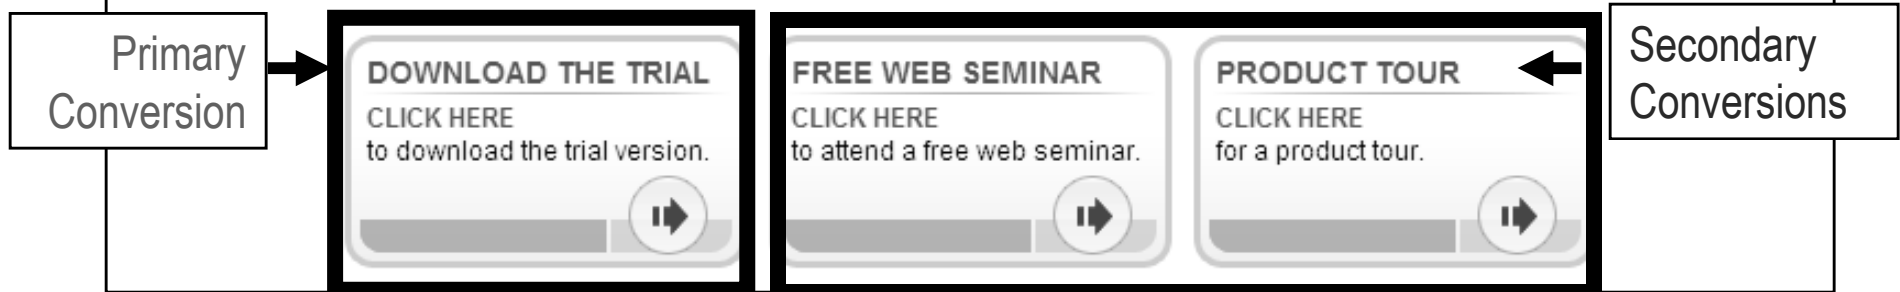 Primary
Conversion
DOWNLOAD THE TRIAL
CLICK HERE
to download the trial version.
FREE WEB SEMINAR
CLICK HERE
to attend a free web seminar.
PRODUCT TOUR
CLICK HERE
for a product tour.
Secondary
Conversions